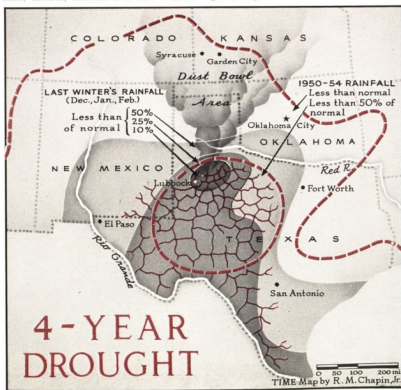 COLORADO KANSAS
Syracuse Garden City
Dust Bowl
Area
LAST WINTER'S RAINFALL
(Dec., Jan., Feb.)
Less than
of normal
50%
25%
10%
1950-54 RAINFALL
Less than normal
Less than 50% of
normal
Oklahoma City
OKLAHOMA
NEW MEXICO
Red R.
Lubbock
Fort Worth
El Paso
TEXAS
Rio Grande
San Antonio
4-YEAR
DROUGHT
0 50 100 200 mi
TIME Map by R. M. Chapin, Jr.